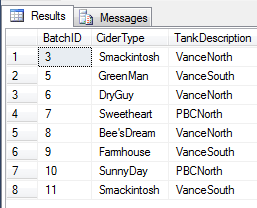 Results Messages
BatchID CiderType TankDescription
1 3 Smackintosh VanceNorth
2 5 GreenMan VanceSouth
3 6 DryGuy VanceNorth
4 7 Sweetheart PBCNorth
5 8 Bee'sDream VanceNorth
6 9 Farmhouse VanceSouth
7 10 SunnyDay PBCNorth
8 11 Smackintosh VanceSouth